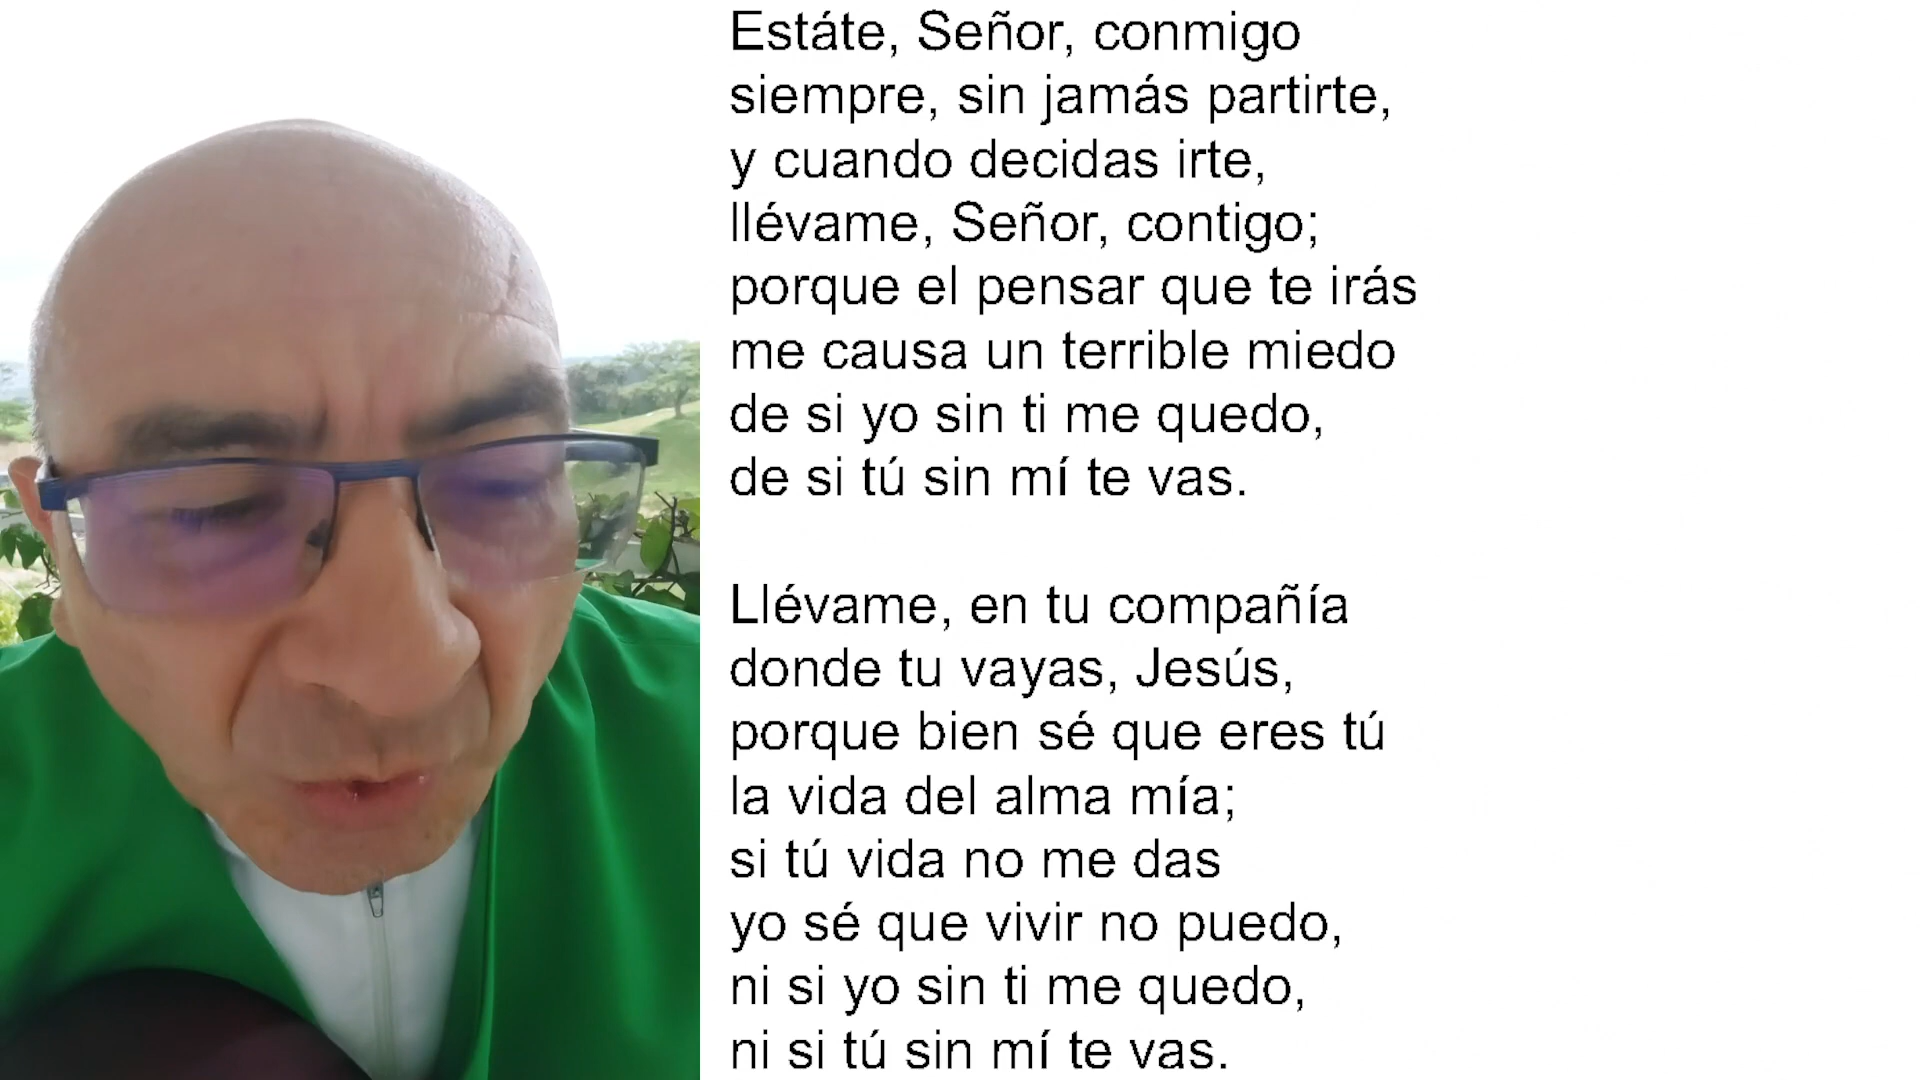 Estáte, Señor, conmigo
siempre, sin jamás partirte,
y cuando decidas irte,
llévame, Señor, contigo;
porque el pensar que te irás
me causa un terrible miedo
de si yo sin ti me quedo,
de si tú sin mí te vas.
Llévame, en tu compañía
donde tu vayas, Jesús,
porque bien sé que eres tú
la vida del alma mía;
si tú vida no me das
yo sé que vivir no puedo,
ni si yo sin ti me quedo,
ni si tú sin mí te vas.